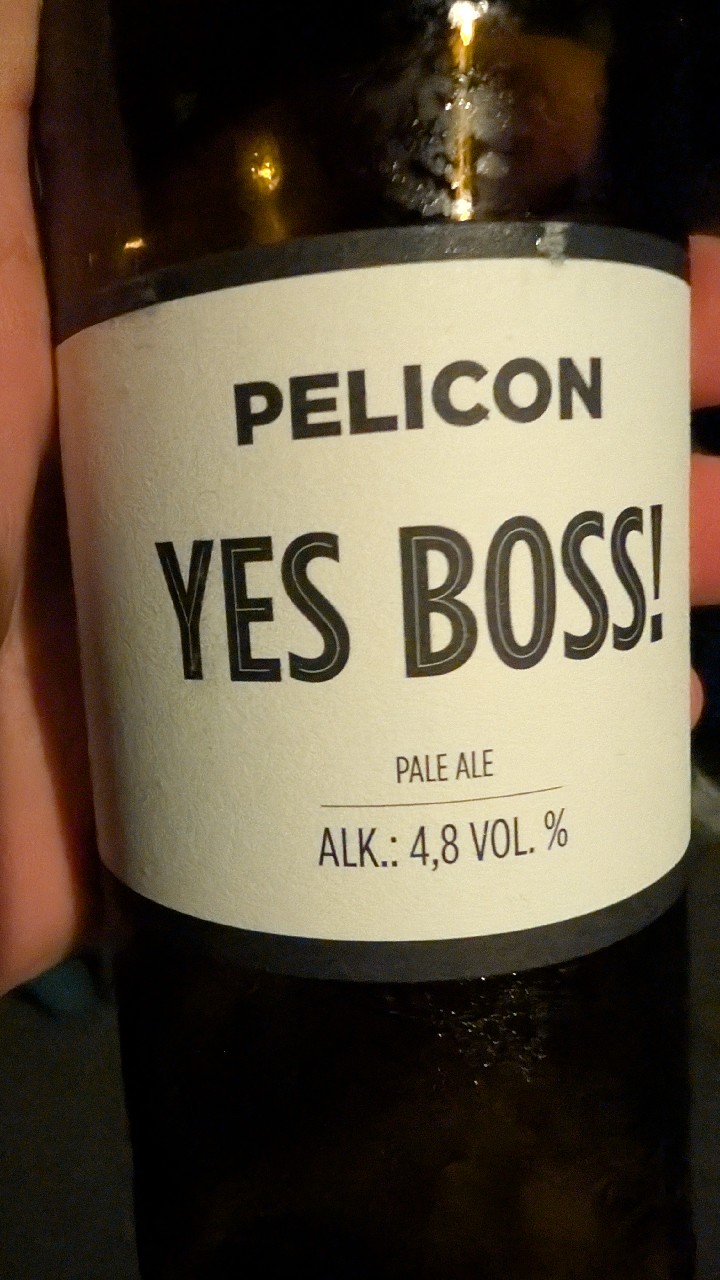 PELICON
YES BOSS!
PALE ALE
ALK.: 4,8 VOL. %